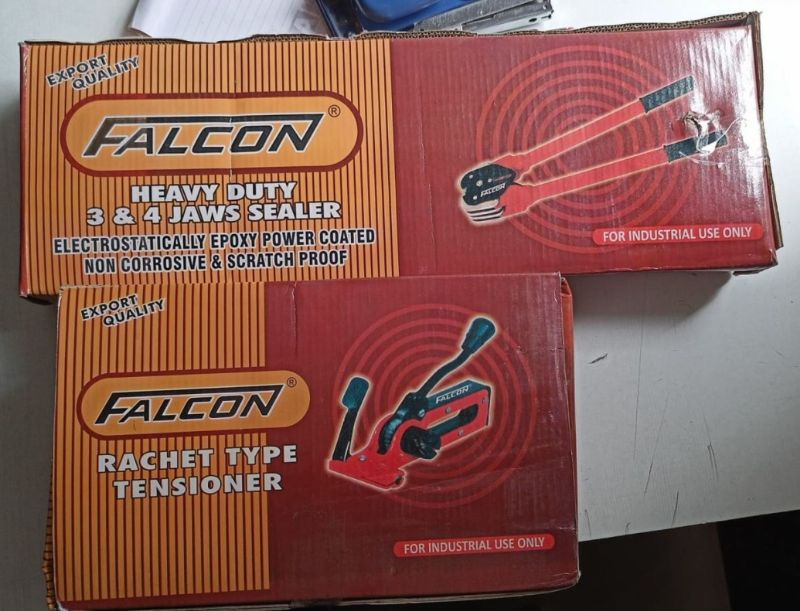 EXPORT
QUALITY
FALCON®
HEAVY DUTY
3 & 4 JAWS SEALER
ELECTROSTATICALLY EPOXY POWER COATED
NON CORROSIVE & SCRATCH PROOF
FALCON
FOR INDUSTRIAL USE ONLY
EXPORT
QUALITY
FALCON®
RACHET TYPE
TENSIONER
FALCON
FOR INDUSTRIAL USE ONLY